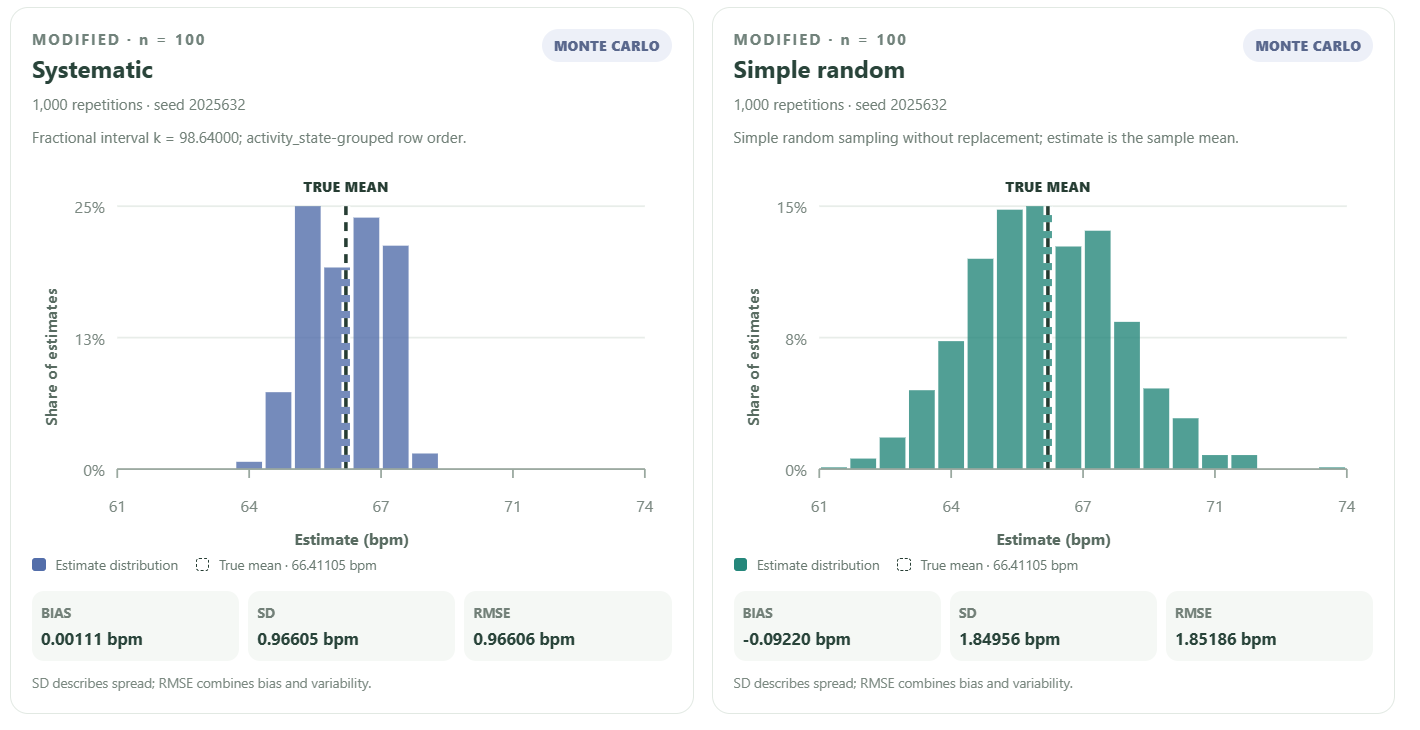 MODIFIED · n = 100
MONTE CARLO
Systematic
1,000 repetitions · seed 2025632
Fractional interval k = 98.64000; activity_state-grouped row order.
TRUE MEAN
25%
13%
0%
Share of estimates
61
64
67
71
74
Estimate (bpm)
Estimate distribution
True mean · 66.41105 bpm
BIAS
0.00111 bpm
SD
0.96605 bpm
RMSE
0.96606 bpm
SD describes spread; RMSE combines bias and variability.
MODIFIED · n = 100
MONTE CARLO
Simple random
1,000 repetitions · seed 2025632
Simple random sampling without replacement; estimate is the sample mean.
TRUE MEAN
15%
8%
0%
Share of estimates
61
64
67
71
74
Estimate (bpm)
Estimate distribution
True mean · 66.41105 bpm
BIAS
-0.09220 bpm
SD
1.84956 bpm
RMSE
1.85186 bpm
SD describes spread; RMSE combines bias and variability.